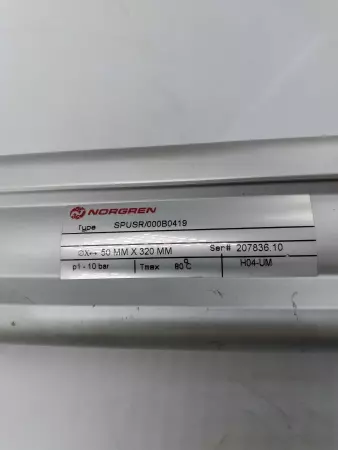 NORGREN
Type SPUSR/000B0419
∅X↔ 50 MM X 320 MM Ser# 207836.10
p1 - 10 bar Tmax 80°C H04-UM